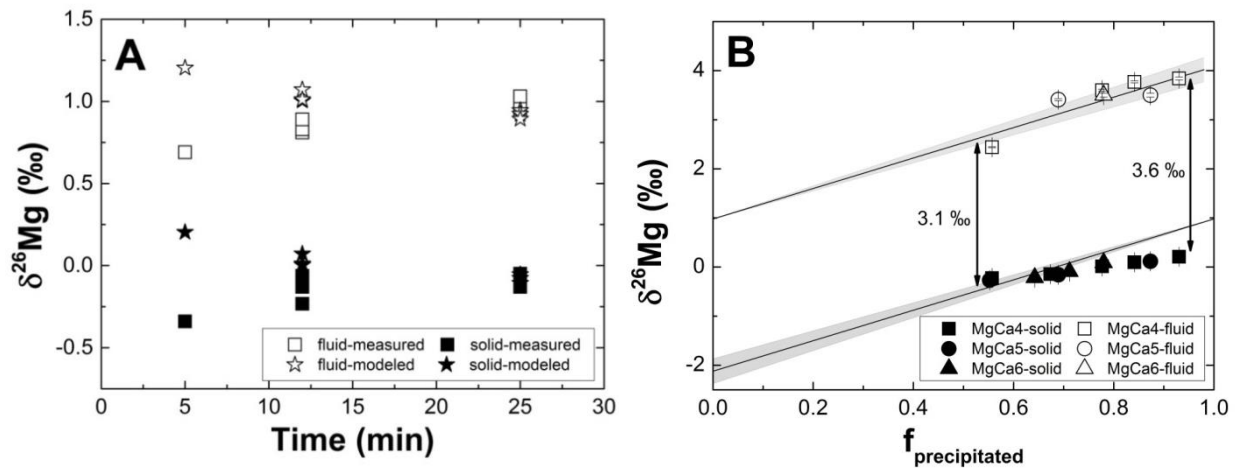 A
δ²⁶Mg (‰)
1.5
1.0
0.5
0.0
-0.5
fluid-measured solid-measured
fluid-modeled solid-modeled
0 5 10 15 20 25 30
Time (min)
B
δ²⁶Mg (‰)
4
2
0
-2
3.1 ‰
3.6 ‰
MgCa4-solid MgCa4-fluid
MgCa5-solid MgCa5-fluid
MgCa6-solid MgCa6-fluid
0.0 0.2 0.4 0.6 0.8 1.0
f precipitated